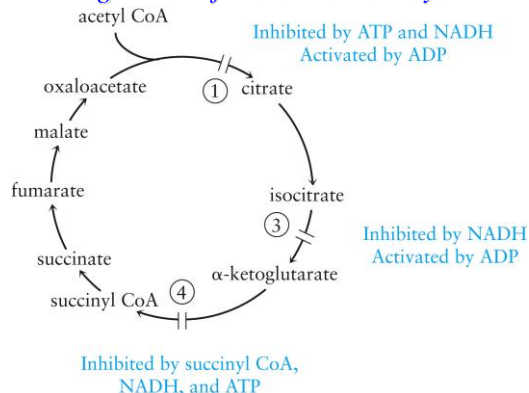 acetyl CoA
Inhibited by ATP and NADH
Activated by ADP
oxaloacetate
1
citrate
malate
fumarate
isocitrate
3
Inhibited by NADH
Activated by ADP
succinate
α-ketoglutarate
succinyl CoA
4
Inhibited by succinyl CoA,
NADH, and ATP